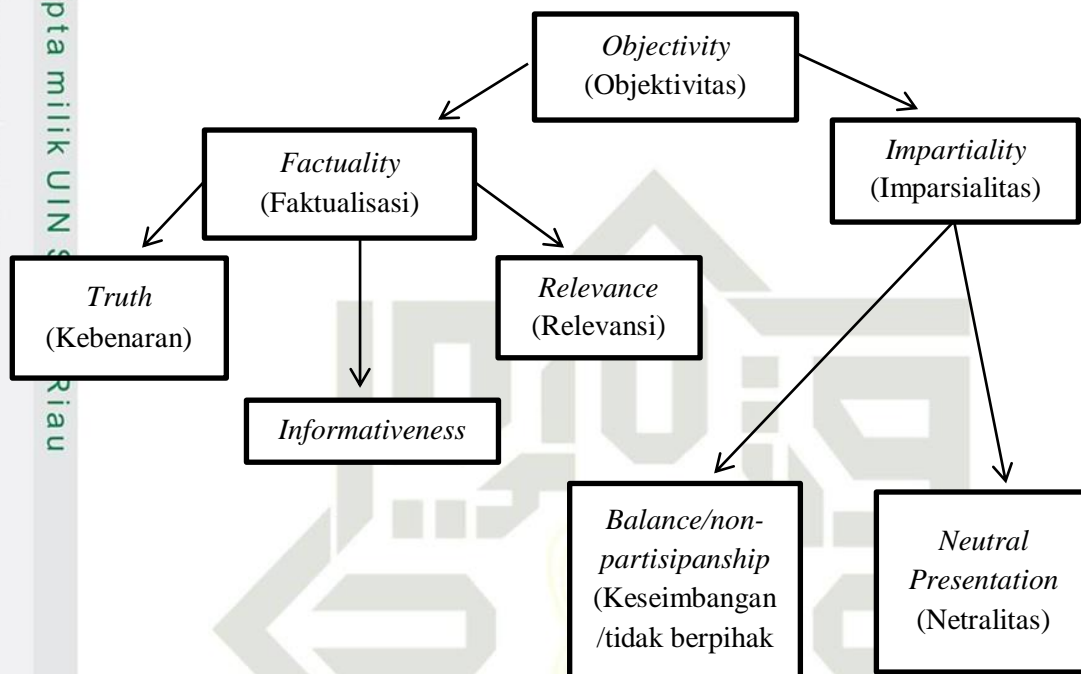 pta milik UIN S
Riau
Objectivity
(Objektivitas)
Factuality
(Faktualisasi)
Impartiality
(Imparsialitas)
Truth
(Kebenaran)
Relevance
(Relevansi)
Informativeness
Balance/non-
partisipanship
(Keseimbangan
/tidak berpihak
Neutral
Presentation
(Netralitas)